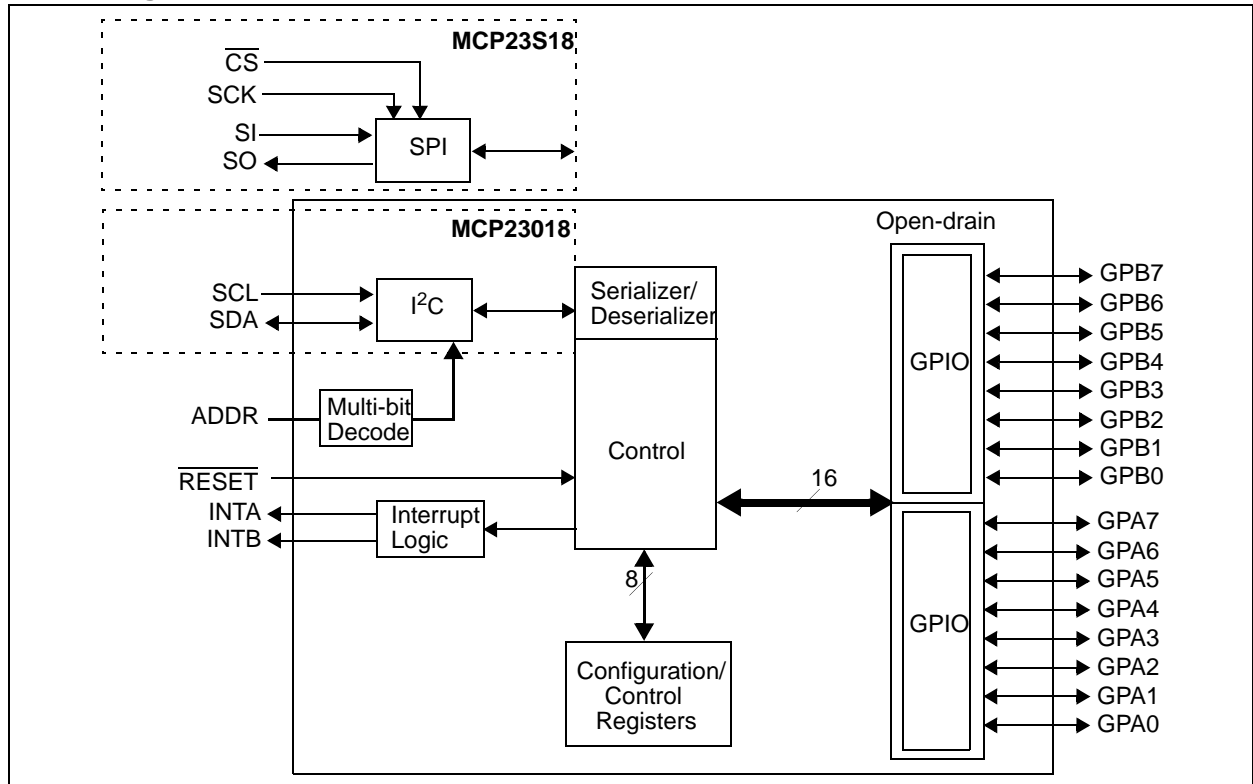 MCP23S18
CS
SCK
SI
SO
SPI
MCP23018
Open-drain
SCL
SDA
I²C
Serializer/
Deserializer
ADDR
Multi-bit
Decode
RESET
INTA
INTB
Interrupt
Logic
Control
16
8
Configuration/
Control
Registers
GPIO
GPB7
GPB6
GPB5
GPB4
GPB3
GPB2
GPB1
GPB0
GPIO
GPA7
GPA6
GPA5
GPA4
GPA3
GPA2
GPA1
GPA0